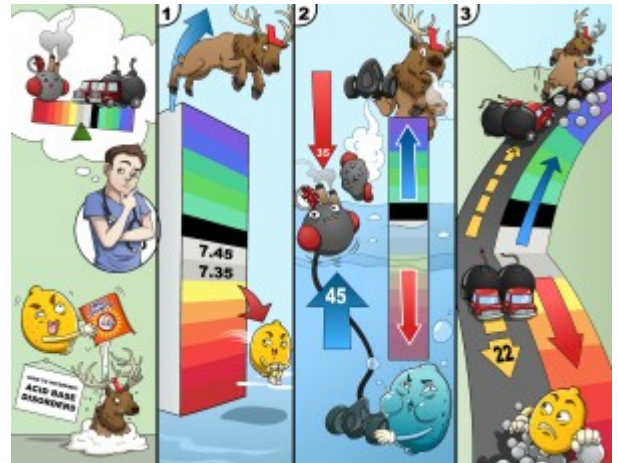 1
2
3
35
7.45
7.35
45
22
HOW TO INTERPRET
ACID BASE
DISORDERS